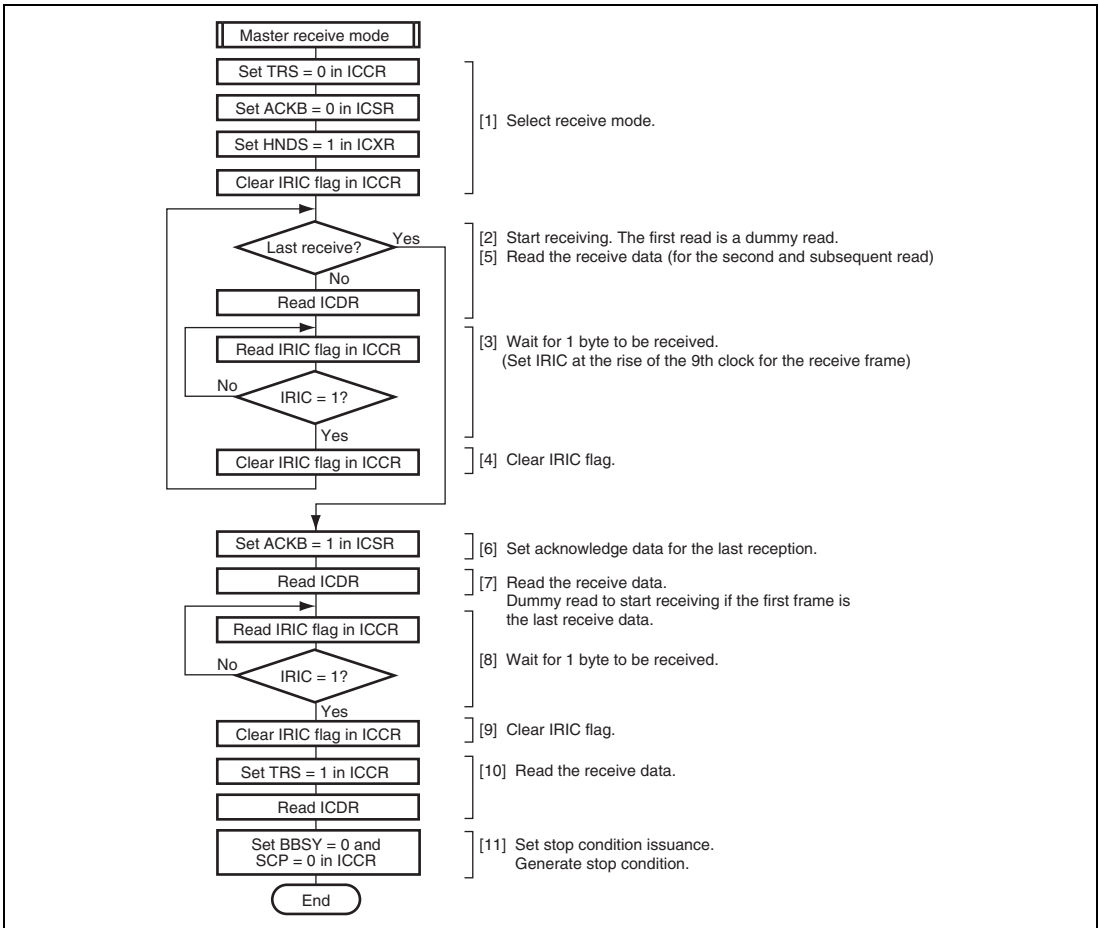 Master receive mode
Set TRS = 0 in ICCR
Set ACKB = 0 in ICSR
[1] Select receive mode.
Set HNDS = 1 in ICXR
Clear IRIC flag in ICCR
Last receive?
Yes
[2] Start receiving. The first read is a dummy read.
[5] Read the receive data (for the second and subsequent read)
No
Read ICDR
Read IRIC flag in ICCR
[3] Wait for 1 byte to be received.
(Set IRIC at the rise of the 9th clock for the receive frame)
No
IRIC = 1?
Yes
Clear IRIC flag in ICCR
[4] Clear IRIC flag.
Set ACKB = 1 in ICSR
[6] Set acknowledge data for the last reception.
Read ICDR
[7] Read the receive data.
Dummy read to start receiving if the first frame is
the last receive data.
Read IRIC flag in ICCR
No
IRIC = 1?
[8] Wait for 1 byte to be received.
Yes
Clear IRIC flag in ICCR
[9] Clear IRIC flag.
Set TRS = 1 in ICCR
[10] Read the receive data.
Read ICDR
Set BBSY = 0 and
SCP = 0 in ICCR
[11] Set stop condition issuance.
Generate stop condition.
End